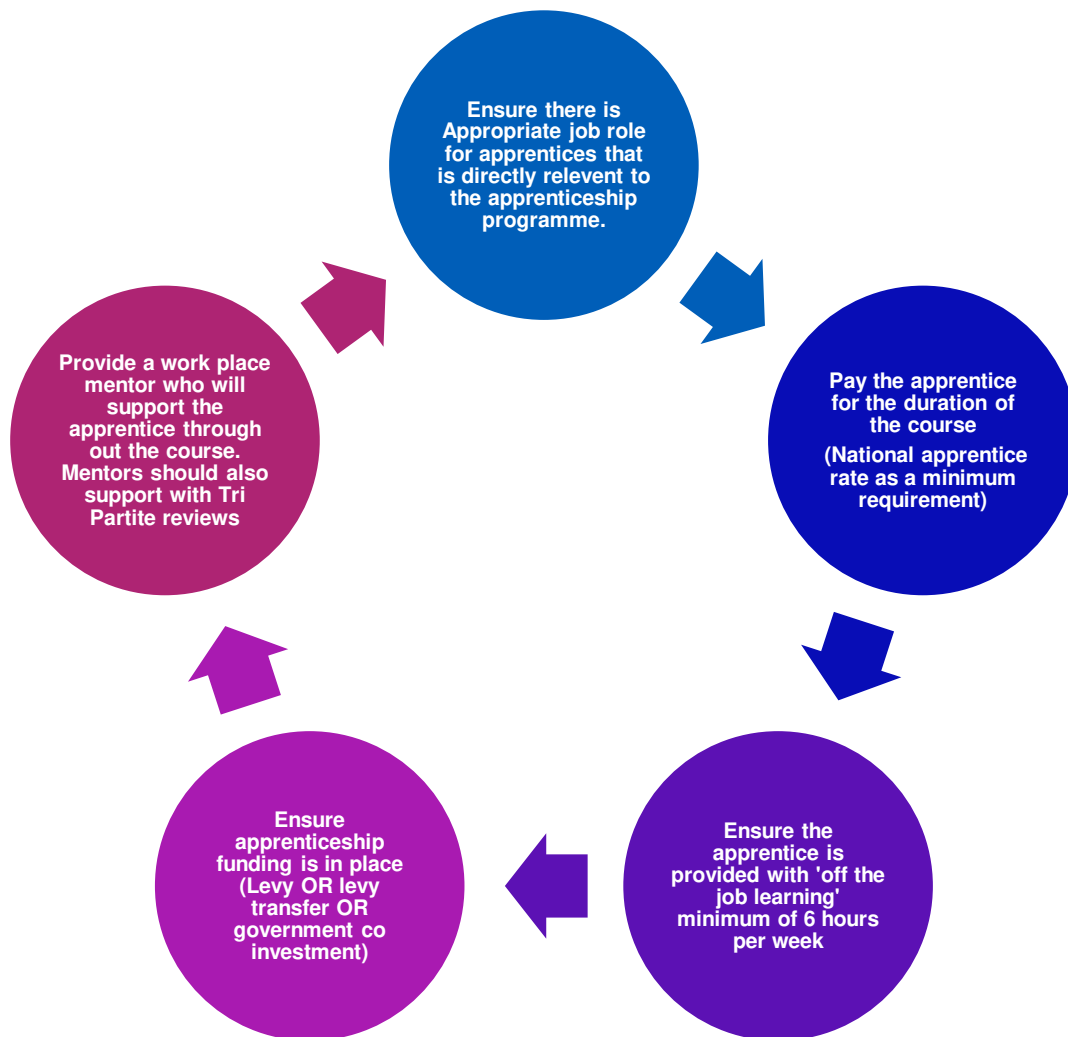 Ensure there is
Appropriate job role
for apprentices that
is directly relevent to
the apprenticeship
programme.
Pay the apprentice
for the duration of
the course
(National apprentice
rate as a minimum
requirement)
Ensure the
apprentice is
provided with 'off the
job learning'
minimum of 6 hours
per week
Ensure
apprenticeship
funding is in place
(Levy OR levy
transfer OR
government co
investment)
Provide a work place
mentor who will
support the
apprentice through
out the course.
Mentors should also
support with Tri
Partite reviews